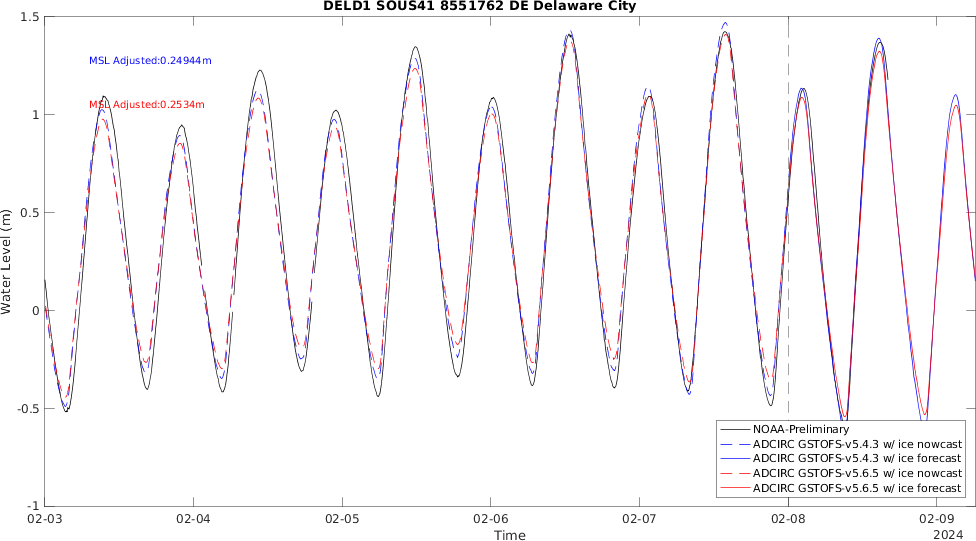 DELD1 SOUS41 8551762 DE Delaware City
MSL Adjusted:0.24944m
MSL Adjusted:0.2534m
Water Level (m)
1.5
1
0.5
0
-0.5
-1
NOAA-Preliminary
ADCIRC GSTOFS-v5.4.3 w/ ice nowcast
ADCIRC GSTOFS-v5.4.3 w/ ice forecast
ADCIRC GSTOFS-v5.6.5 w/ ice nowcast
ADCIRC GSTOFS-v5.6.5 w/ ice forecast
02-03 02-04 02-05 02-06 02-07 02-08 02-09
Time
2024